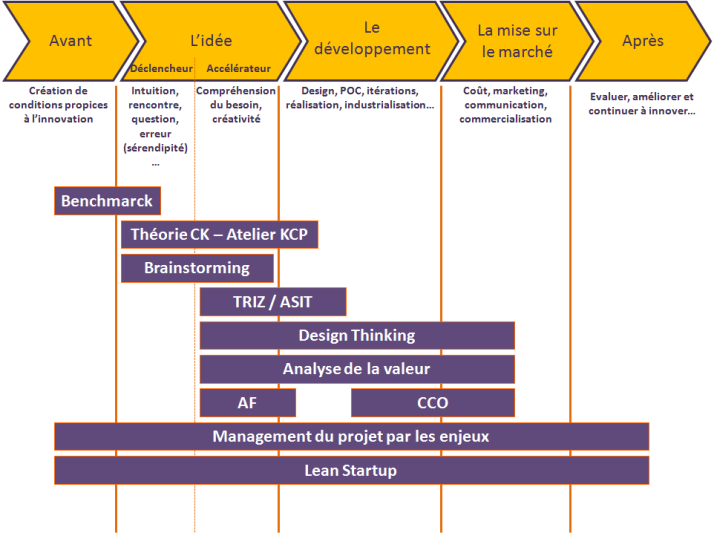 Avant
L'idée
Déclencheur
Accélérateur
Le
développement
La mise sur
le marché
Après
Création de
conditions propices
à l'innovation
Intuition,
rencontre,
question,
erreur
(sérendipité)
...
Compréhension
du besoin,
créativité
Design, POC, itérations,
réalisation, industrialisation...
Coût, marketing,
communication,
commercialisation
Evaluer, améliorer et
continuer à innover...
Benchmarck
Théorie CK – Atelier KCP
Brainstorming
TRIZ / ASIT
Design Thinking
Analyse de la valeur
AF
CCO
Management du projet par les enjeux
Lean Startup